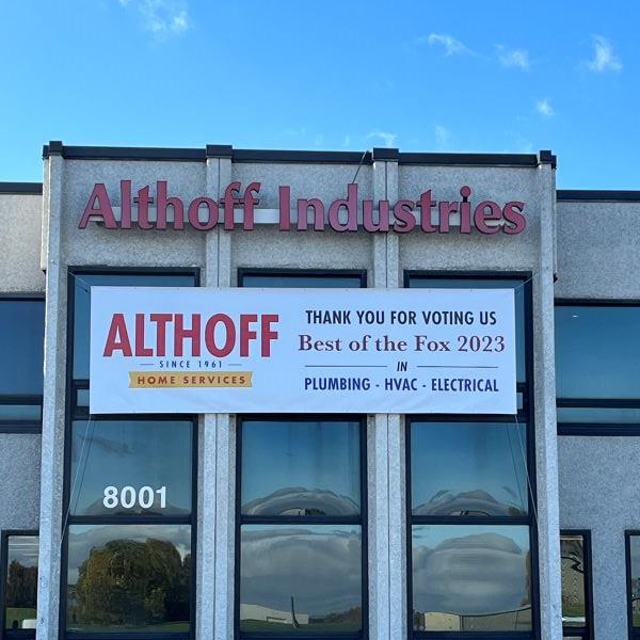 Althoff Industries
ALTHOFF
SINCE 1961
HOME SERVICES
THANK YOU FOR VOTING US
Best of the Fox 2023
IN
PLUMBING - HVAC - ELECTRICAL
8001